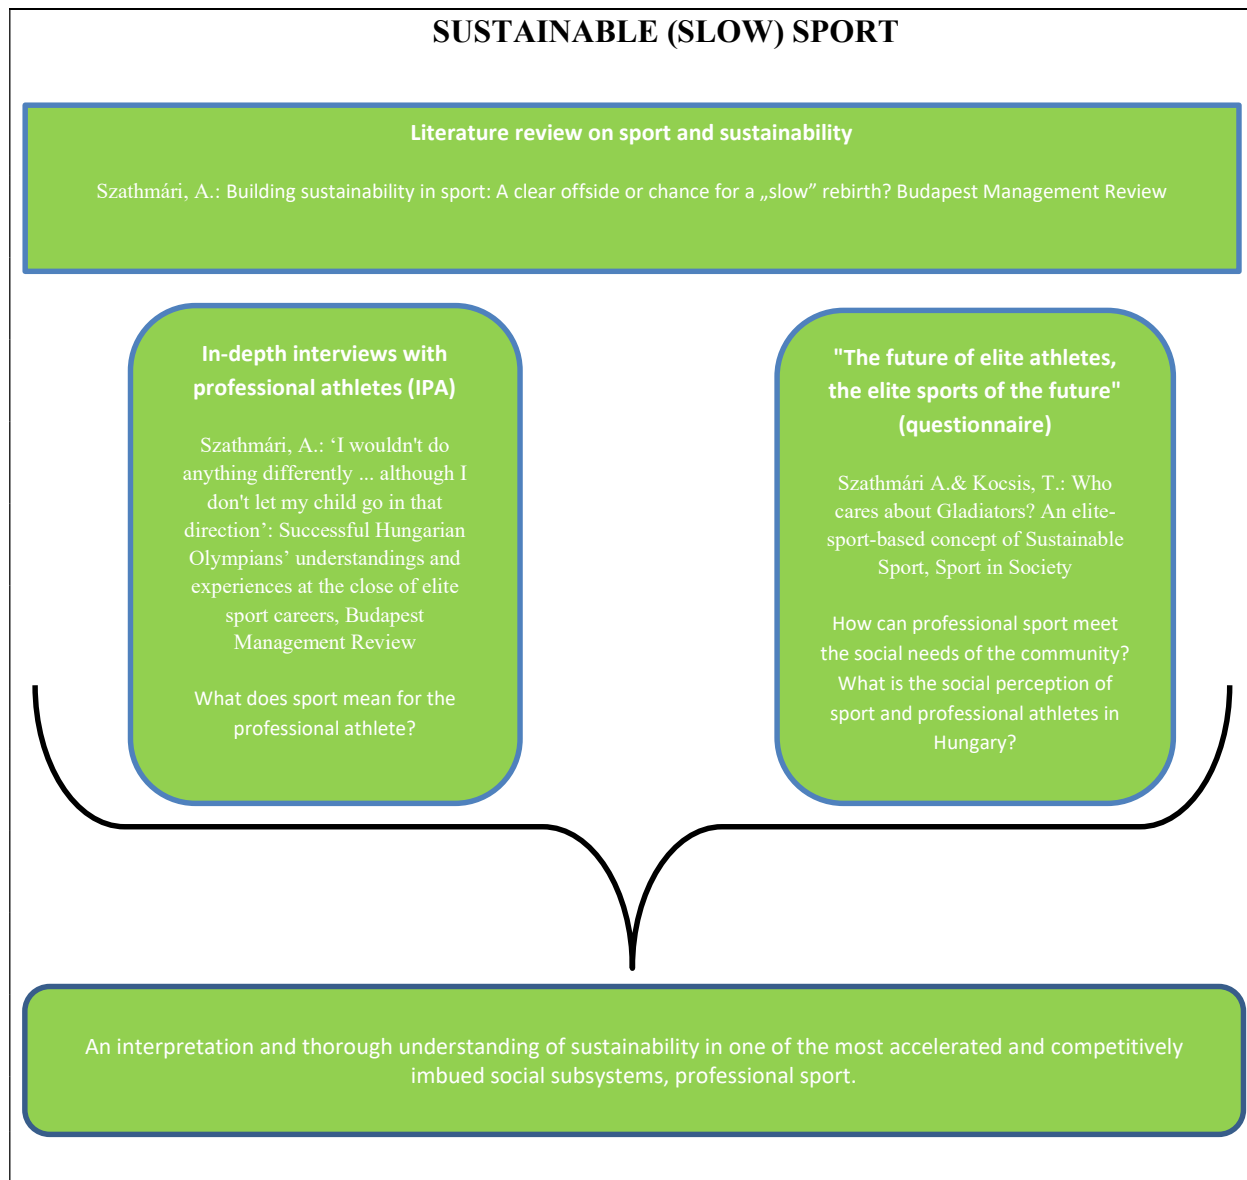 SUSTAINABLE (SLOW) SPORT
Literature review on sport and sustainability
Szathmári, A.: Building sustainability in sport: A clear offside or chance for a „slow” rebirth? Budapest Management Review
In-depth interviews with
professional athletes (IPA)
Szathmári, A.: ‘I wouldn't do
anything differently ... although I
don't let my child go in that
direction’: Successful Hungarian
Olympians’ understandings and
experiences at the close of elite
sport careers, Budapest
Management Review
What does sport mean for the
professional athlete?
"The future of elite athletes,
the elite sports of the future"
(questionnaire)
Szathmári A.& Kocsis, T.: Who
cares about Gladiators? An elite-
sport-based concept of Sustainable
Sport, Sport in Society
How can professional sport meet
the social needs of the community?
What is the social perception of
sport and professional athletes in
Hungary?
An interpretation and thorough understanding of sustainability in one of the most accelerated and competitively
imbued social subsystems, professional sport.